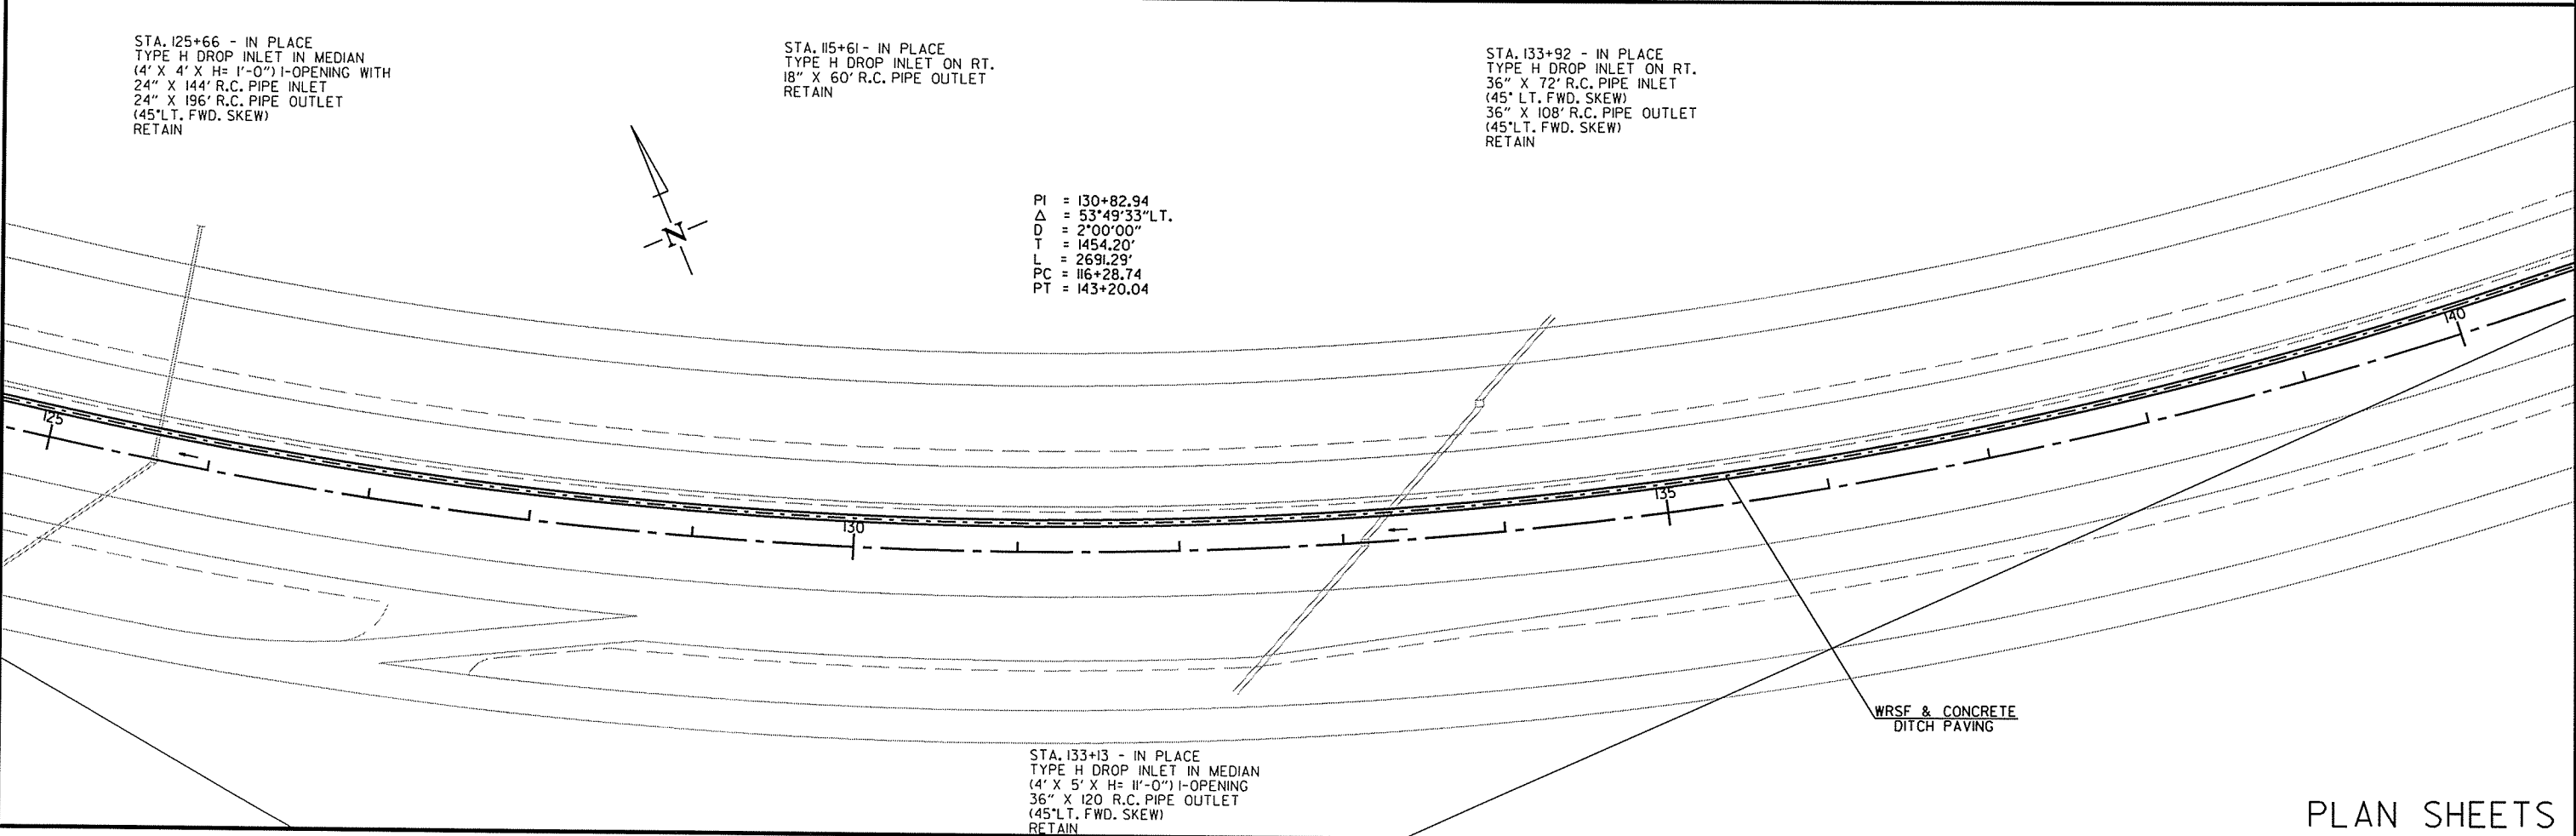 STA. 125+66 - IN PLACE
TYPE H DROP INLET IN MEDIAN
(4' X 4' X H= 1'-0") 1-OPENING WITH
24" X 144' R.C. PIPE INLET
24" X 196' R.C. PIPE OUTLET
(45°LT. FWD. SKEW)
RETAIN
STA. 115+61 - IN PLACE
TYPE H DROP INLET ON RT.
18" X 60' R.C. PIPE OUTLET
RETAIN
STA. 133+92 - IN PLACE
TYPE H DROP INLET ON RT.
36" X 72' R.C. PIPE INLET
(45° LT. FWD. SKEW)
36" X 108' R.C. PIPE OUTLET
(45°LT. FWD. SKEW)
RETAIN
N
PI = 130+82.94
Δ = 53°49'33"LT.
D = 2°00'00"
T = 1454.20'
L = 2691.29'
PC = 116+28.74
PT = 143+20.04
125
130
135
140
WRSF & CONCRETE
DITCH PAVING
STA. 133+13 - IN PLACE
TYPE H DROP INLET IN MEDIAN
(4' X 5' X H= 11'-0") 1-OPENING
36" X 120 R.C. PIPE OUTLET
(45°LT. FWD. SKEW)
RETAIN
PLAN SHEETS